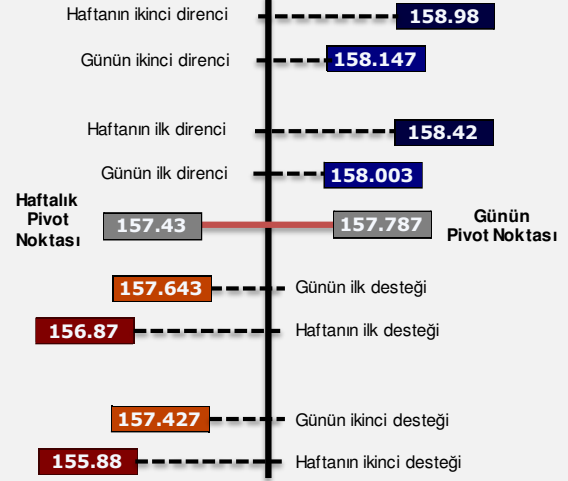 Haftanın ikinci direnci 158.98
Günün ikinci direnci 158.147
Haftanın ilk direnci 158.42
Günün ilk direnci 158.003
Haftalık
Pivot
Noktası
157.43
157.787
Günün
Pivot Noktası
157.643 Günün ilk desteği
156.87 Haftanın ilk desteği
157.427 Günün ikinci desteği
155.88 Haftanın ikinci desteği